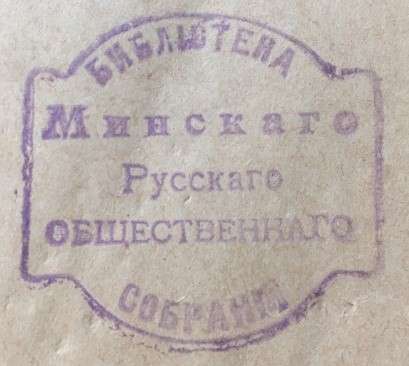 БИБЛІОТЕКА
Минскаго
Русскаго
ОБЩЕСТВЕННАГО
СОБРАНІЯ